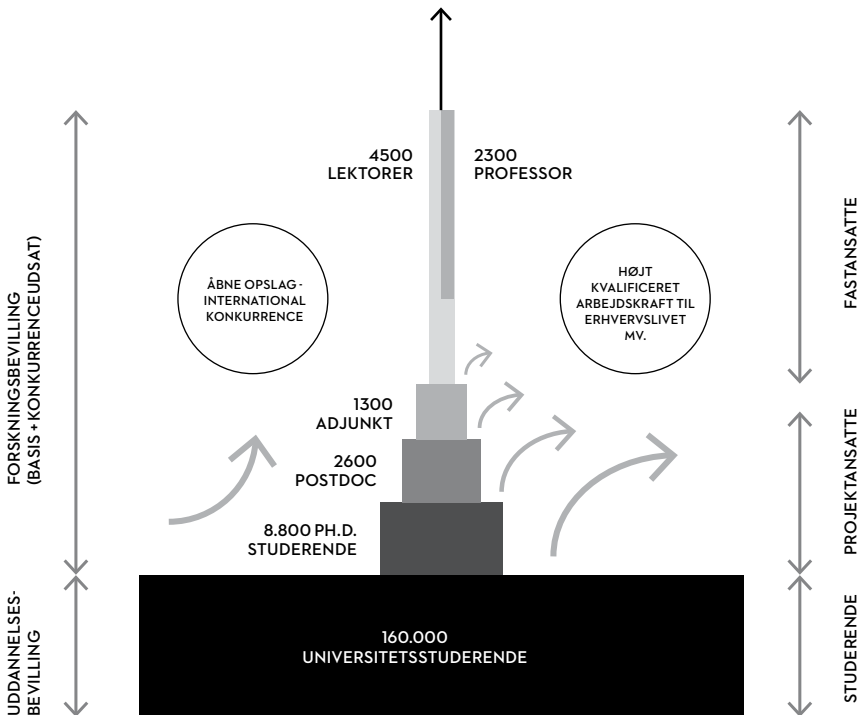 4500
LEKTORER
2300
PROFESSOR
ÅBNE OPSLAG -
INTERNATIONAL
KONKURRENCE
HØJT
KVALIFICERET
ARBEJDSKRAFT TIL
ERHVERVSLIVET
MV.
1300
ADJUNKT
2600
POSTDOC
8.800 PH.D.
STUDERENDE
160.000
UNIVERSITETSSTUDERENDE
FORSKNINGSBEVILLING
(BASIS + KONKURRENCEUDSAT)
UDDANNELSES-
BEVILLING
FASTANSATTE
PROJEKTANSATTE
STUDERENDE